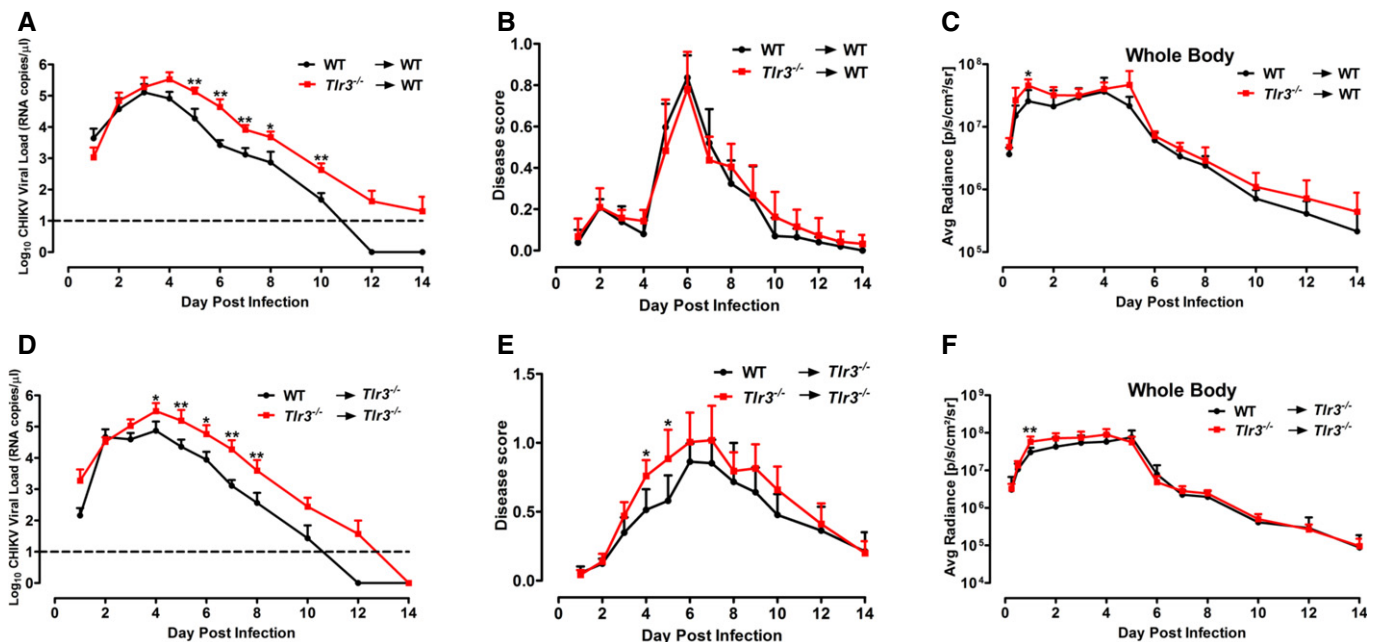 A
Log₁₀ CHIKV Viral Load (RNA copies/µl)
6
5
4
3
2
1
0
** ** ** * **
WT → WT
Tlr3-/- → WT
0 2 4 6 8 10 12 14
Day Post Infection
B
Disease score
1.0
0.8
0.6
0.4
0.2
0.0
WT → WT
Tlr3-/- → WT
0 2 4 6 8 10 12 14
Day Post Infection
C
Whole Body
Avg Radiance [p/s/cm²/sr]
10⁸
10⁷
10⁶
10⁵
*
WT → WT
Tlr3-/- → WT
0 2 4 6 8 10 12 14
Day Post Infection
D
Log₁₀ CHIKV Viral Load (RNA copies/µl)
6
5
4
3
2
1
0
* ** * ** **
WT → Tlr3-/-
Tlr3-/- → Tlr3-/-
0 2 4 6 8 10 12 14
Day Post Infection
E
Disease score
1.5
1.0
0.5
0.0
* *
WT → Tlr3-/-
Tlr3-/- → Tlr3-/-
0 2 4 6 8 10 12 14
Day Post Infection
F
Whole Body
Avg Radiance [p/s/cm²/sr]
10⁹
10⁸
10⁷
10⁶
10⁵
10⁴
**
WT → Tlr3-/-
Tlr3-/- → Tlr3-/-
0 2 4 6 8 10 12 14
Day Post Infection